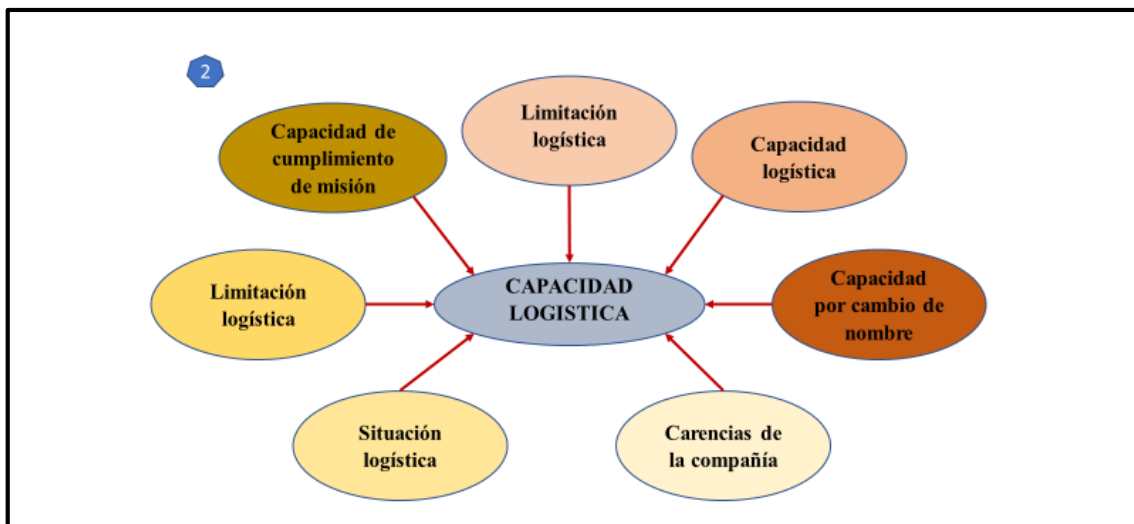 2
Limitación
logística
Capacidad de
cumplimiento
de misión
Capacidad
logística
Limitación
logística
CAPACIDAD
LOGISTICA
Capacidad
por cambio de
nombre
Situación
logística
Carencias de
la compañía